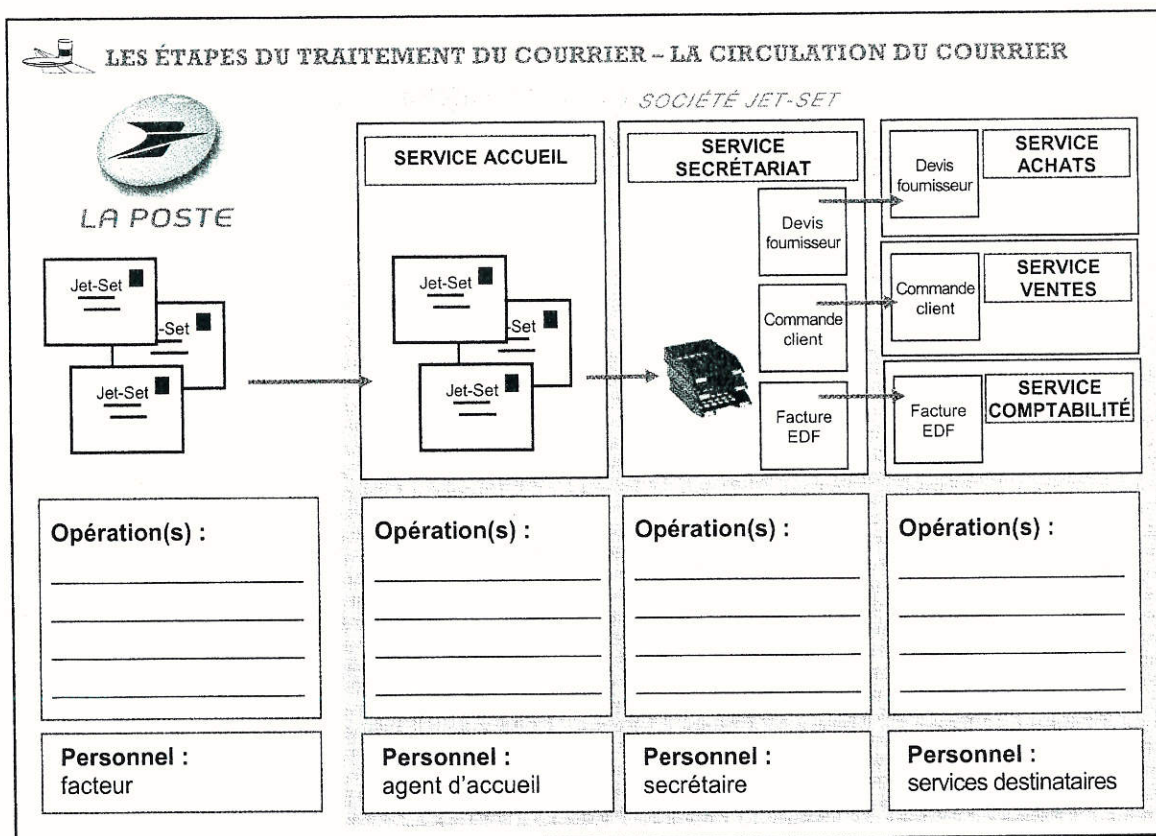 LES ÉTAPES DU TRAITEMENT DU COURRIER – LA CIRCULATION DU COURRIER
SOCIÉTÉ JET-SET
LA POSTE
Jet-Set
-Set
Jet-Set
SERVICE ACCUEIL
Jet-Set
-Set
Jet-Set
SERVICE
SECRÉTARIAT
Devis
fournisseur
Commande
client
Facture
EDF
Devis
fournisseur
SERVICE
ACHATS
Commande
client
SERVICE
VENTES
Facture
EDF
SERVICE
COMPTABILITÉ
Opération(s) :
Opération(s) :
Opération(s) :
Opération(s) :
Personnel :
facteur
Personnel :
agent d'accueil
Personnel :
secrétaire
Personnel :
services destinataires